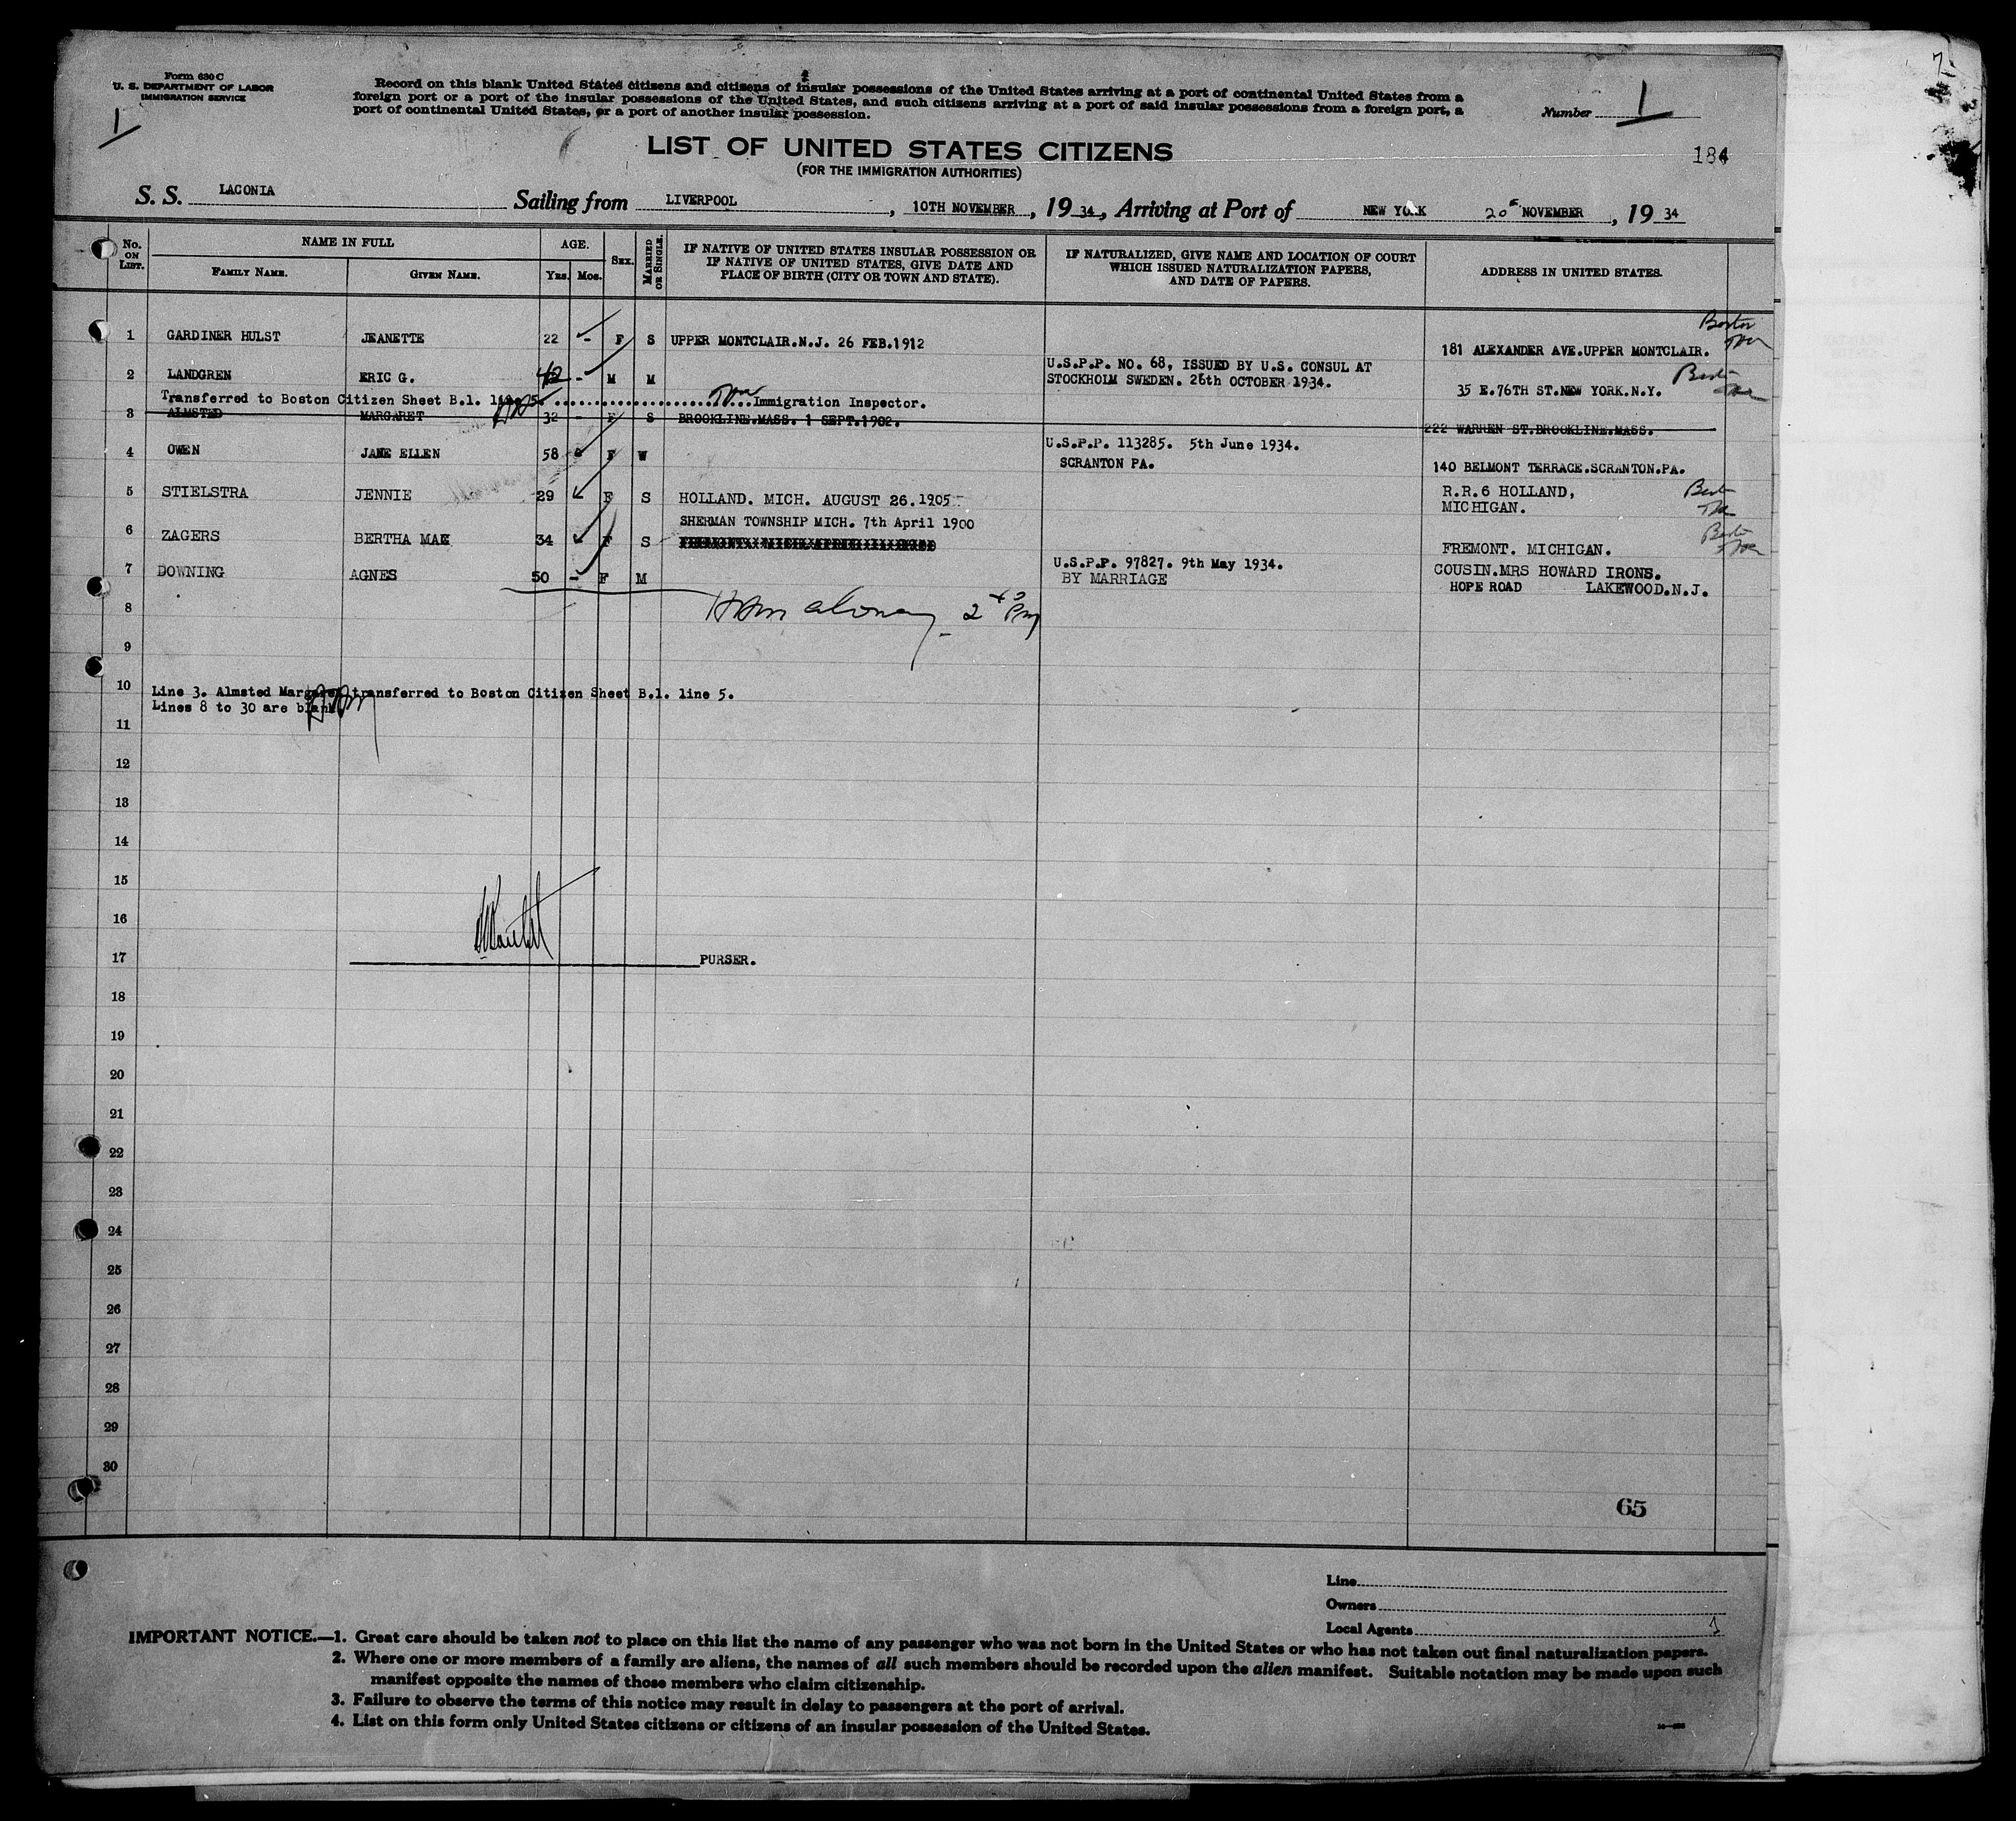 Form 630 C
U. S. DEPARTMENT OF LABOR
IMMIGRATION SERVICE
1
Record on this blank United States citizens and citizens of insular possessions of the United States arriving at a port of continental United States from a
foreign port or a port of the insular possessions of the United States, and such citizens arriving at a port of said insular possessions from a foreign port, a
port of continental United States, or a port of another insular possession.
Number 1
184
LIST OF UNITED STATES CITIZENS
(FOR THE IMMIGRATION AUTHORITIES)
S. S. LACONIA Sailing from LIVERPOOL, 10TH NOVEMBER, 19 34, Arriving at Port of NEW YORK 20 NOVEMBER, 19 34
No. ON LIST. NAME IN FULL FAMILY NAME. GIVEN NAME. AGE. YRS. MOS. SEX. MARRIED OR SINGLE. IF NATIVE OF UNITED STATES INSULAR POSSESSION OR IF NATIVE OF UNITED STATES, GIVE DATE AND PLACE OF BIRTH (CITY OR TOWN AND STATE). IF NATURALIZED, GIVE NAME AND LOCATION OF COURT WHICH ISSUED NATURALIZATION PAPERS, AND DATE OF PAPERS. ADDRESS IN UNITED STATES.
1 GARDINER HULST JEANETTE 22 - F S UPPER MONTCLAIR.N.J. 26 FEB.1912 181 ALEXANDER AVE.UPPER MONTCLAIR. Boston
2 LANDGREN ERIC G. 42 - M M U.S.P.P. NO. 68, ISSUED BY U.S. CONSUL AT
STOCKHOLM SWEDEN. 26th OCTOBER 1934. 35 E.76TH ST.NEW YORK.N.Y.
Transferred to Boston Citizen Sheet B.1. line 5. Immigration Inspector.
3 ALMSTED MARGARET 32 - F S BROOKLINE.MASS. 1 SEPT.1902. 222 WARREN ST.BROOKLINE.MASS.
4 OWEN JANE ELLEN 58 F W U.S.P.P. 113285. 5th June 1934.
SCRANTON PA. 140 BELMONT TERRACE.SCRANTON.PA.
5 STIELSTRA JENNIE 29 F S HOLLAND. MICH. AUGUST 26.1905 R.R.6 HOLLAND,
MICHIGAN.
SHERMAN TOWNSHIP MICH. 7th April 1900
6 ZAGERS BERTHA MAE 34 F S FREMONT. MICHIGAN.
7 DOWNING AGNES 50 - F M U.S.P.P. 97827. 9th May 1934.
BY MARRIAGE COUSIN.MRS HOWARD IRONS.
HOPE ROAD LAKEWOOD.N.J.
8
9
10 Line 3. Almsted Margaret transferred to Boston Citizen Sheet B.1. line 5.
Lines 8 to 30 are blank.
11
12
13
14
15
16
17 PURSER.
18
19
20
21
22
23
24
25
26
27
28
29
30
65
Line
Owners
Local Agents
IMPORTANT NOTICE.—1. Great care should be taken not to place on this list the name of any passenger who was not born in the United States or who has not taken out final naturalization papers.
2. Where one or more members of a family are aliens, the names of all such members should be recorded upon the alien manifest. Suitable notation may be made upon such
manifest opposite the names of those members who claim citizenship.
3. Failure to observe the terms of this notice may result in delay to passengers at the port of arrival.
4. List on this form only United States citizens or citizens of an insular possession of the United States.